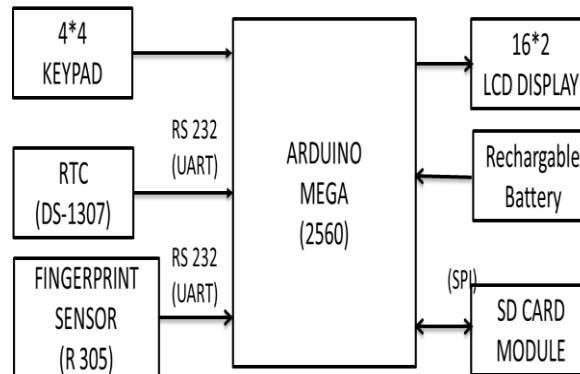 4*4
KEYPAD
RS 232
(UART)
RTC
(DS-1307)
RS 232
(UART)
FINGERPRINT
SENSOR
(R 305)
ARDUINO
MEGA
(2560)
16*2
LCD DISPLAY
Rechargable
Battery
(SPI)
SD CARD
MODULE